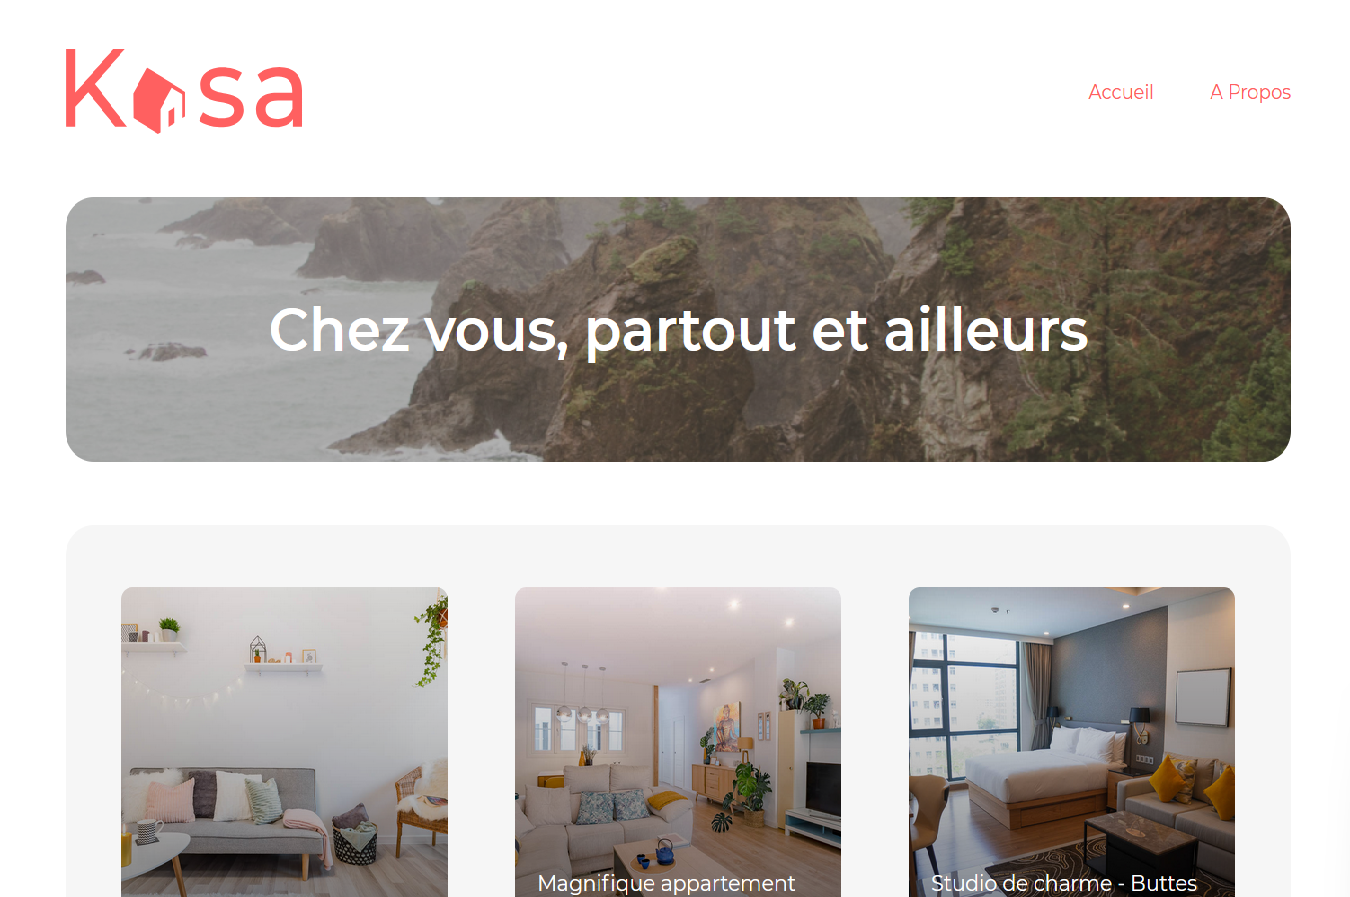 Kasa
Accueil
A Propos
Chez vous, partout et ailleurs
Magnifique appartement
Studio de charme - Buttes